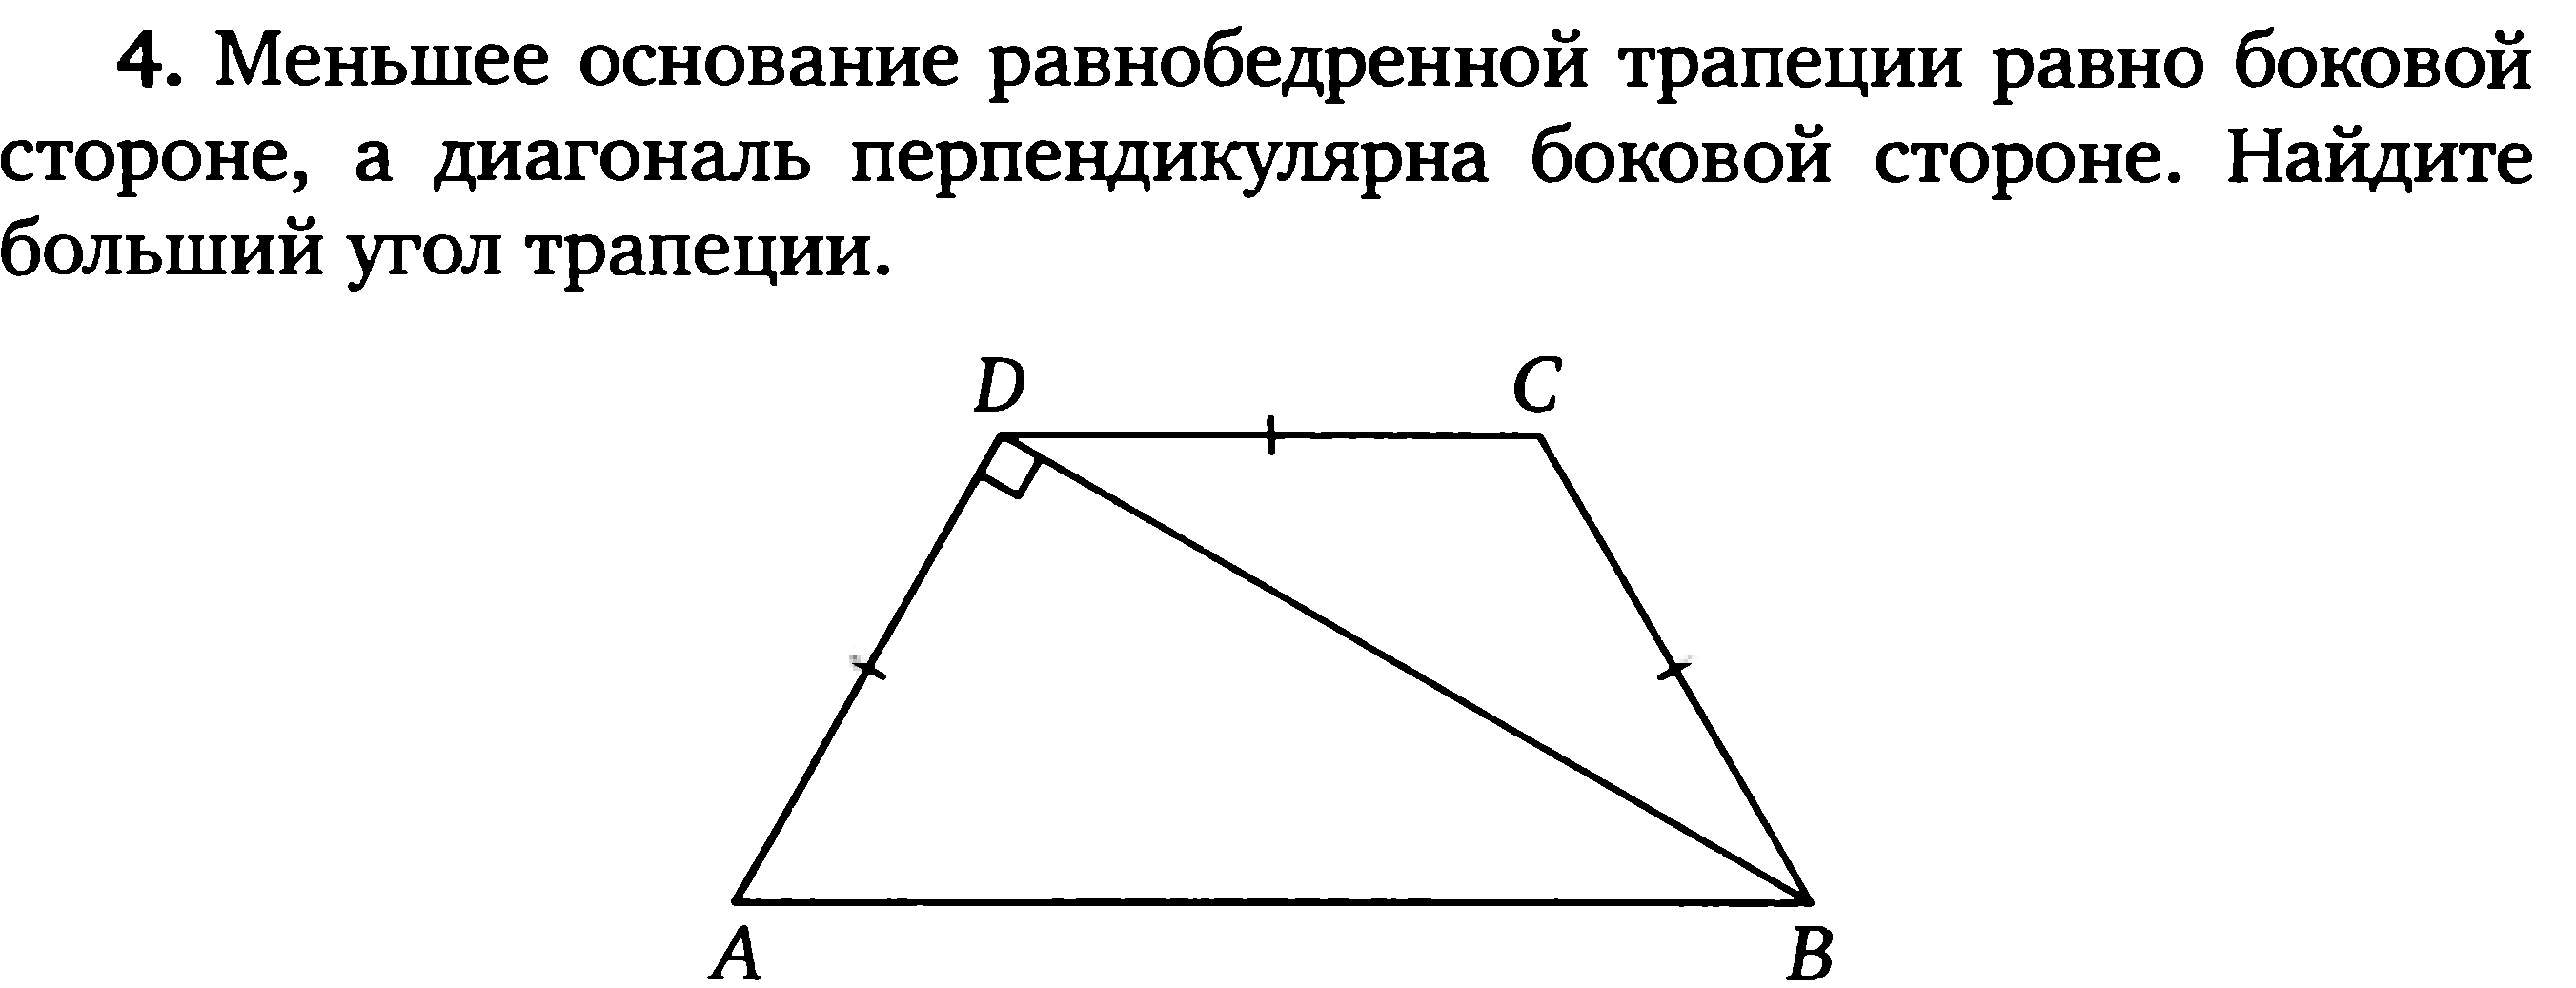 4. Меньшее основание равнобедренной трапеции равно боковой
стороне, а диагональ перпендикулярна боковой стороне. Найдите
больший угол трапеции.
D C
A B